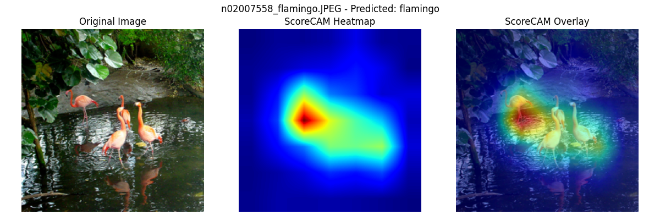 n02007558_flamingo.JPEG - Predicted: flamingo
Original Image
ScoreCAM Heatmap
ScoreCAM Overlay